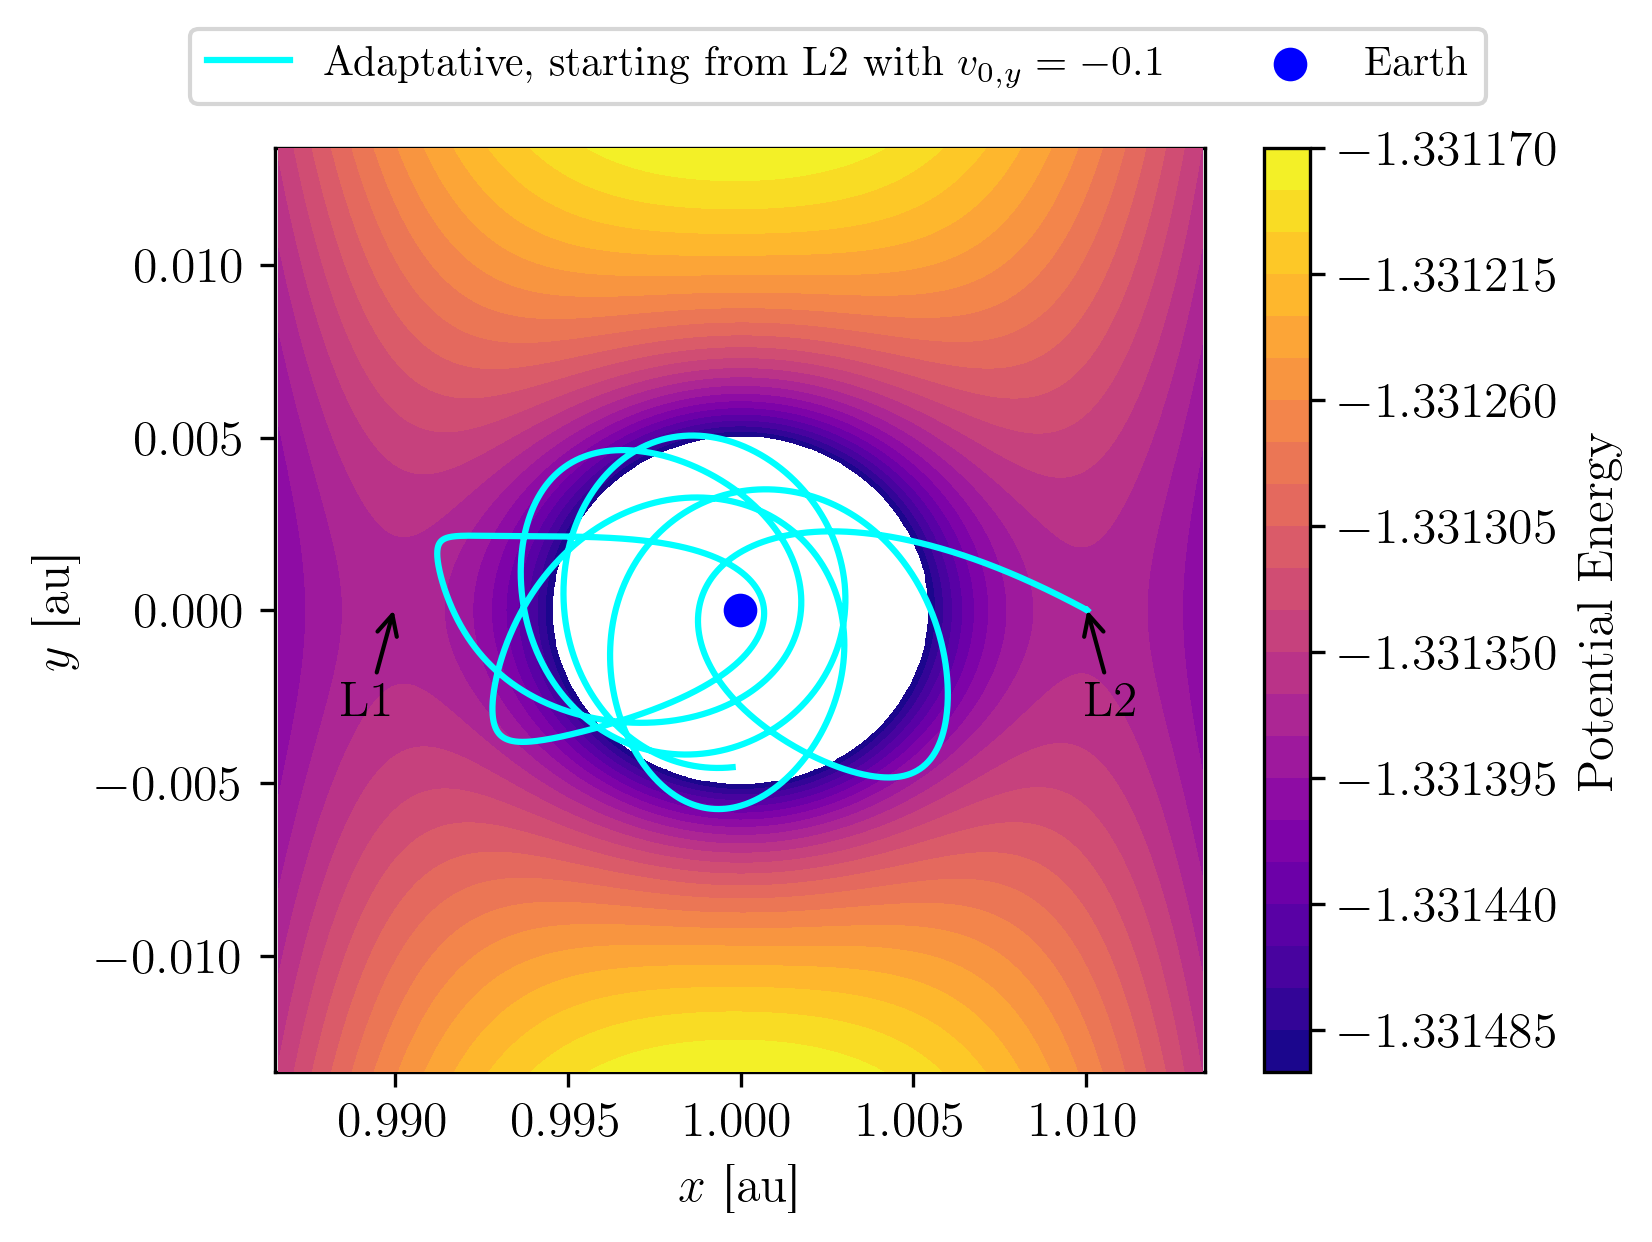 Adaptative, starting from L2 with $v_{0,y} = -0.1$ Earth
0.010
0.005
0.000
−0.005
−0.010
y [au]
L1
L2
0.990 0.995 1.000 1.005 1.010
x [au]
−1.331170
−1.331215
−1.331260
−1.331305
−1.331350
−1.331395
−1.331440
−1.331485
Potential Energy